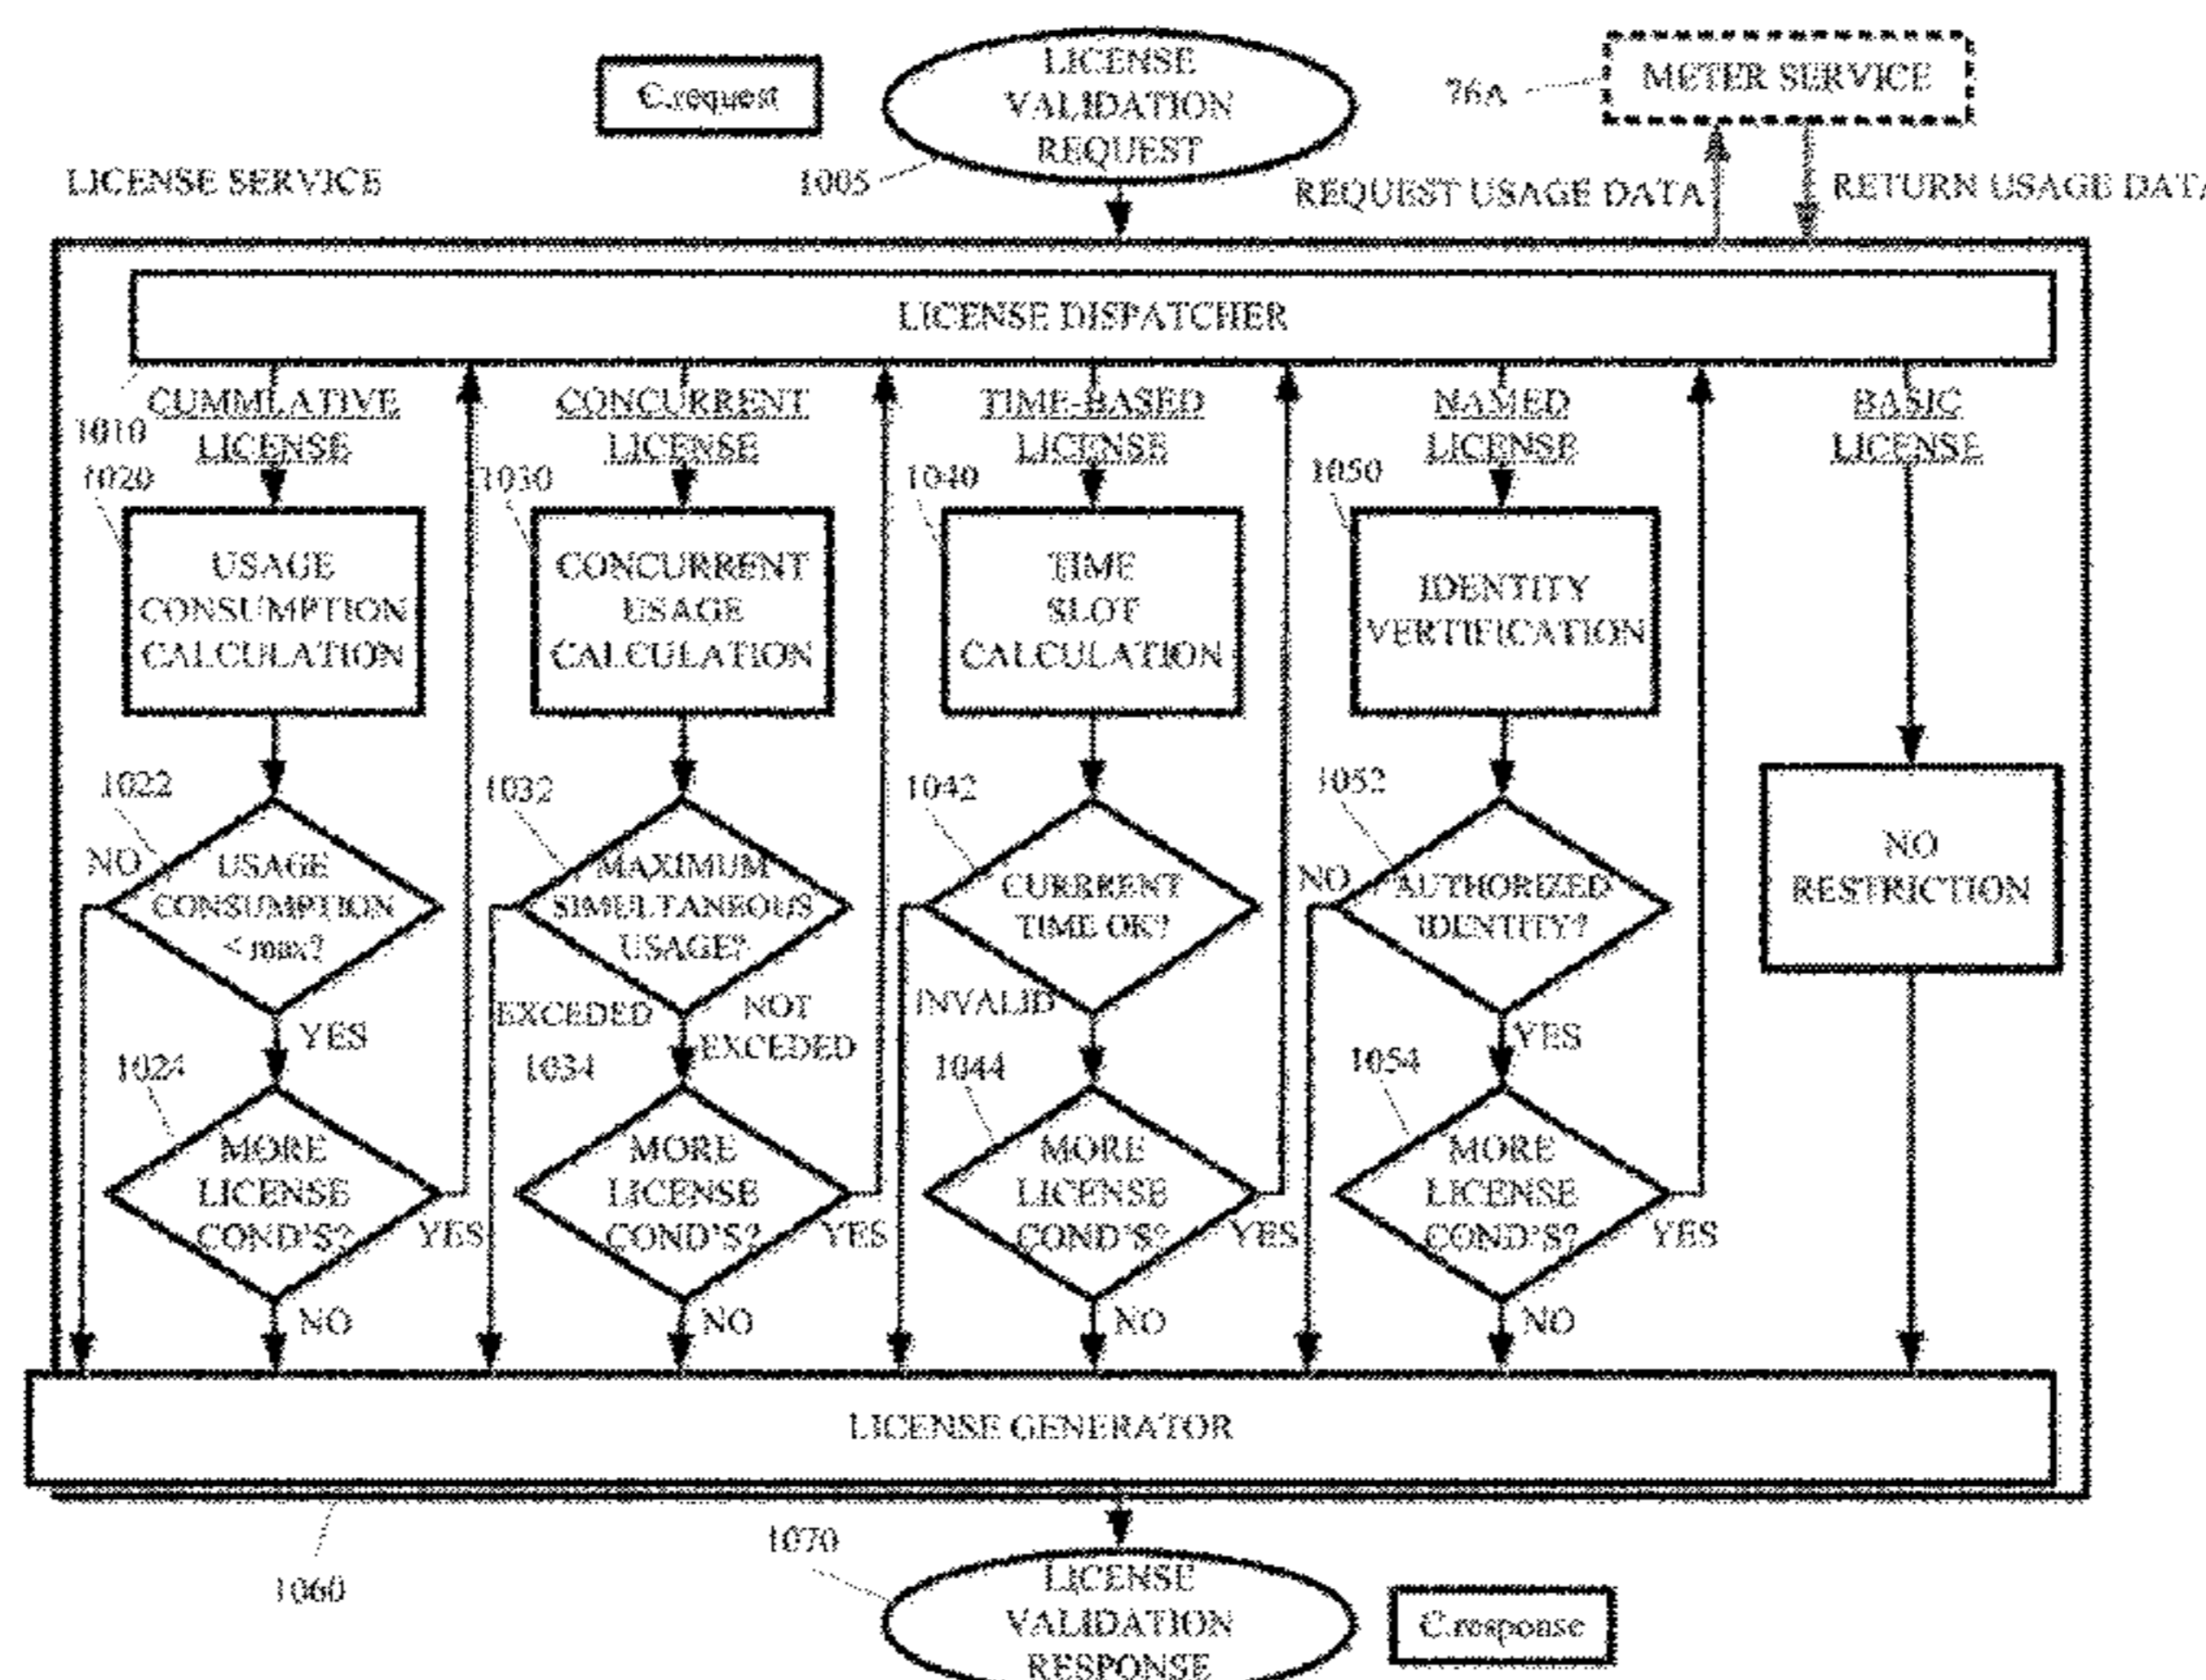 C.request
LICENSE
VALIDATION
REQUEST
76A
METER SERVICE
LICENSE SERVICE
1005
REQUEST USAGE DATA
RETURN USAGE DATA
LICENSE DISPATCHER
1010
CUMMLATIVE
LICENSE
CONCURRENT
LICENSE
TIME-BASED
LICENSE
NAMED
LICENSE
BASIC
LICENSE
1020
1030
1040
1050
USAGE
CONSUMPTION
CALCULATION
CONCURRENT
USAGE
CALCULATION
TIME
SLOT
CALCULATION
IDENTITY
VERTIFICATION
1022
1032
1042
1052
NO
USAGE
CONSUMPTION
< max?
MAXIMUM
SIMULTANEOUS
USAGE?
CURRRENT
TIME OK?
NO
AUTHORIZED
IDENTITY?
NO
RESTRICTION
YES
EXCEDED
NOT
EXCEDED
INVALID
YES
1024
1034
1044
1054
MORE
LICENSE
COND'S?
YES
MORE
LICENSE
COND'S?
YES
MORE
LICENSE
COND'S?
YES
MORE
LICENSE
COND'S?
YES
NO
NO
NO
NO
LICENSE GENERATOR
1060
1070
LICENSE
VALIDATION
RESPONSE
C.response